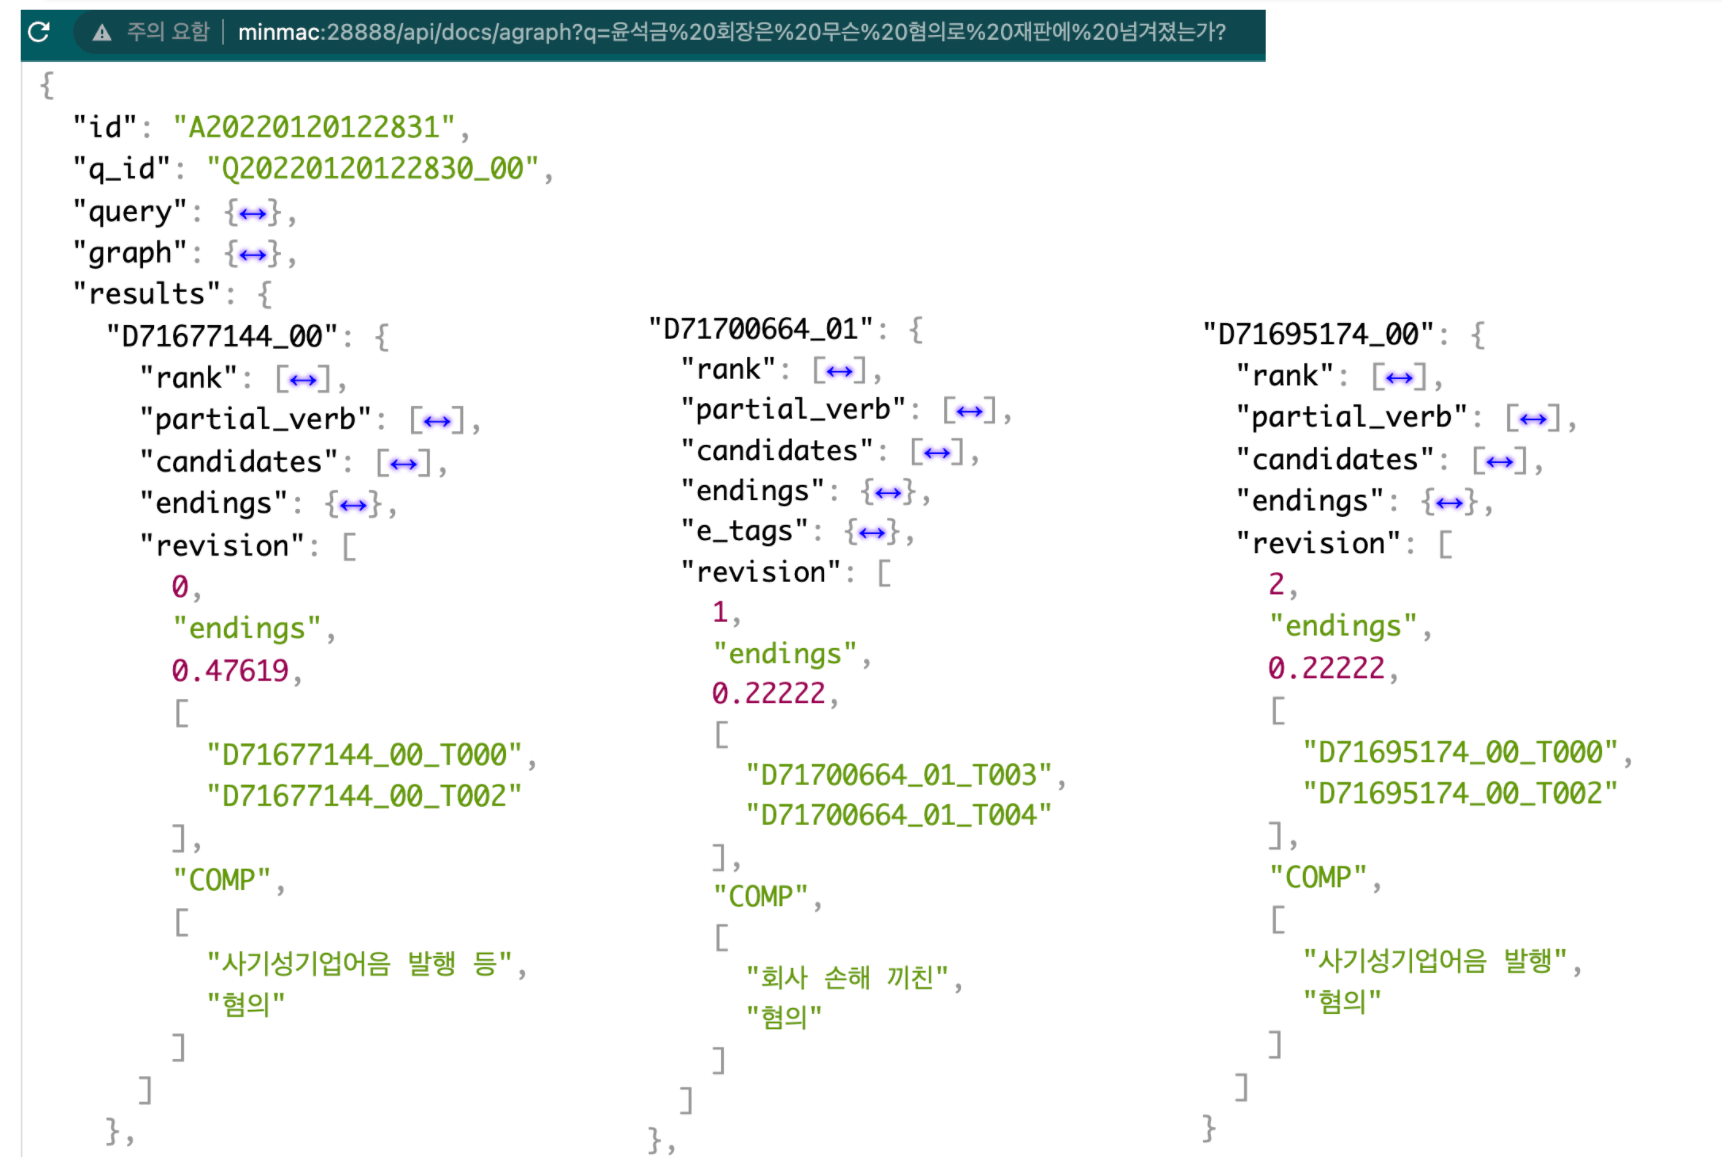 주의 요함 | minmac:28888/api/docs/agraph?q=윤석금%20회장은%20무슨%20혐의로%20재판에%20넘겨졌는가?
{
"id": "A20220120122831",
"q_id": "Q20220120122830_00",
"query": {↔},
"graph": {↔},
"results": {
"D71677144_00": {
"rank": [↔],
"partial_verb": [↔],
"candidates": [↔],
"endings": {↔},
"revision": [
0,
"endings",
0.47619,
[
"D71677144_00_T000",
"D71677144_00_T002"
],
"COMP",
[
"사기성기업어음 발행 등",
"혐의"
]
]
},
"D71700664_01": {
"rank": [↔],
"partial_verb": [↔],
"candidates": [↔],
"endings": {↔},
"e_tags": {↔},
"revision": [
1,
"endings",
0.22222,
[
"D71700664_01_T003",
"D71700664_01_T004"
],
"COMP",
[
"회사 손해 끼친",
"혐의"
]
]
},
"D71695174_00": {
"rank": [↔],
"partial_verb": [↔],
"candidates": [↔],
"endings": {↔},
"revision": [
2,
"endings",
0.22222,
[
"D71695174_00_T000",
"D71695174_00_T002"
],
"COMP",
[
"사기성기업어음 발행",
"혐의"
]
]
}